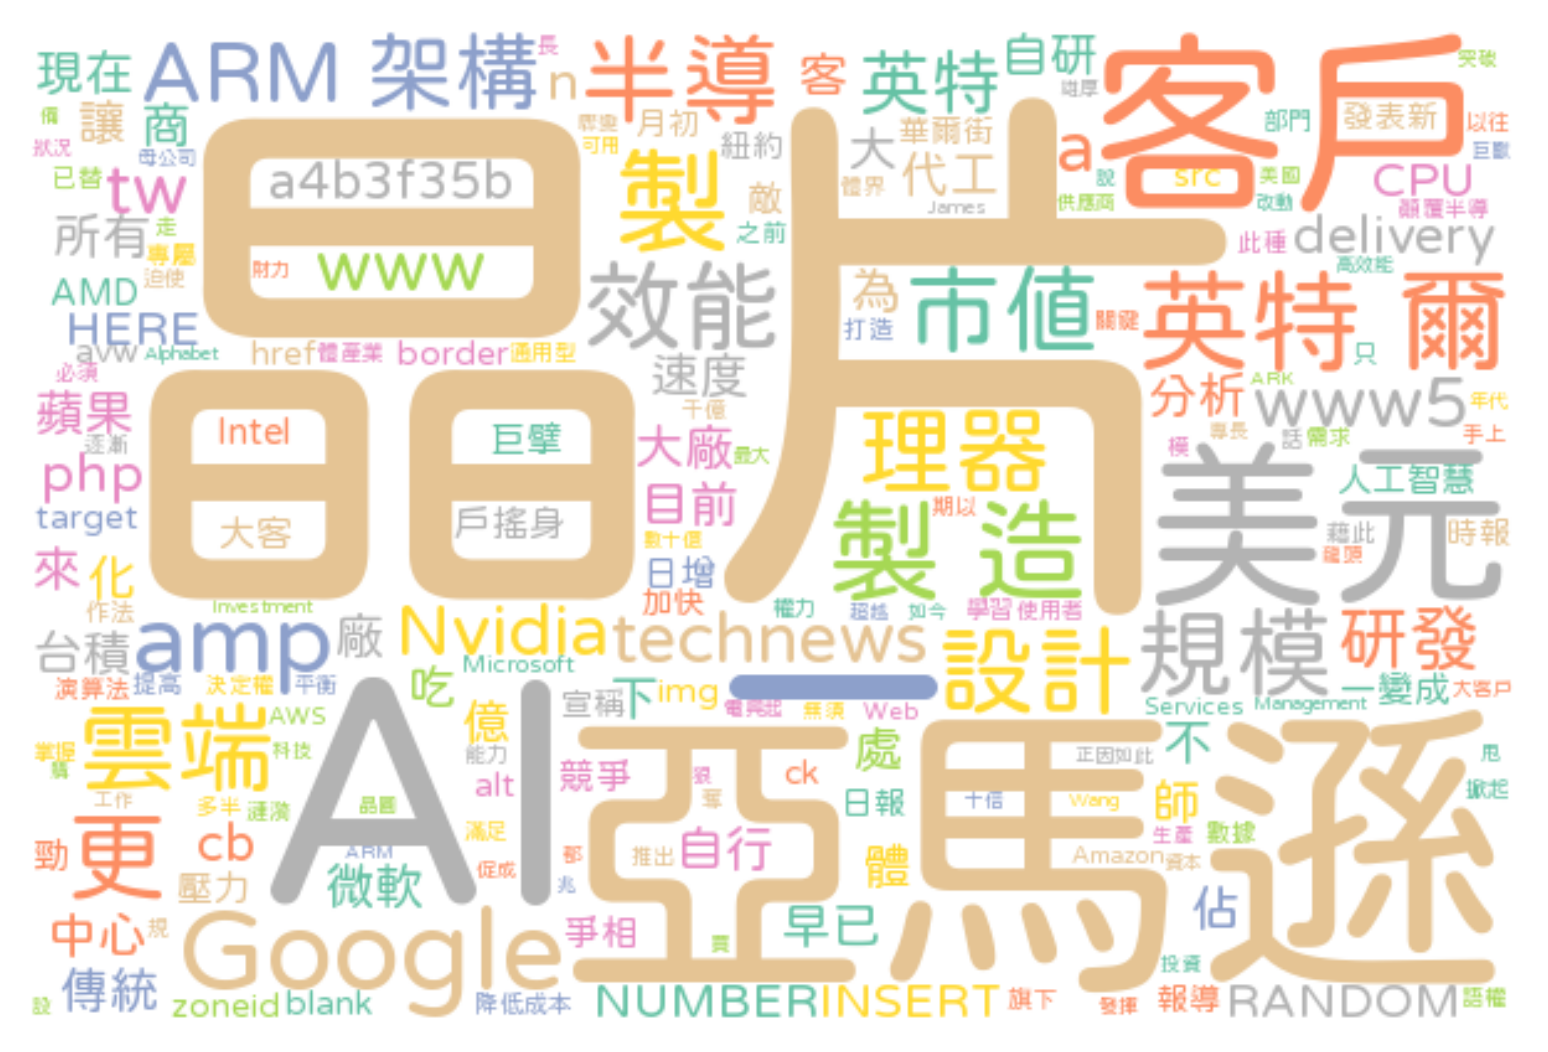 現在 ARM 架構 長 n 半導 客 英特 自研 客戶 突破
讓 商 月初 紐約 大 華爾街 a 部門 發表新 以往
狀況 母公司 可用 巨獸
已替 tw a4b3f35b 製 敵 體界 代工 說 src 美國 CPU
James 供應商 改動 顛覆半導
所有 走 專屬 www 之前 此種 delivery
財力 迫使 高效能
AMD 效能 為 市值 英特 爾
HERE 打造 關鍵 只
avw Alphabet href 體產業 border 通用型
必須 晶片 速度 分析 ARK www5 年代
蘋果 Intel 巨擘 千億 理器 專長 話 需求 手上
逐漸 大廠 最大 模
php 目前 期以 美元 人工智慧
target 大客 戶搖身 製 造 藉此 時報
數十億 龍頭
來 化 日增
作法 Investment 加快 權力 超越 如今 學習 使用者
台積 amp 廠 Nvidia technews 設計 規模 研發
Microsoft
演算法 提高 決定權 平衡 吃 宣稱 下 img 一 一變成 大客戶
電興起 無須 Web Services Management
雲端 AWS AI 億 亞馬遜 處 正因如此 不 甩
掌握 科技 能力 競爭 狠 ck
工作 多半 漣漪 晶圓 alt 奪 日報 十倍 Wang 師 掀起
更 cb 滿足 自行 生產 數據
勁 ARM 都 推出 Amazon 資本
壓力 微軟 促成 兆 體 佔
中心 規 Google 爭相 買 早已
投資
設 傳統 zoneid blank 降低成本 NUMBER INSERT 旗下 發揮 報導 RANDOM 話權